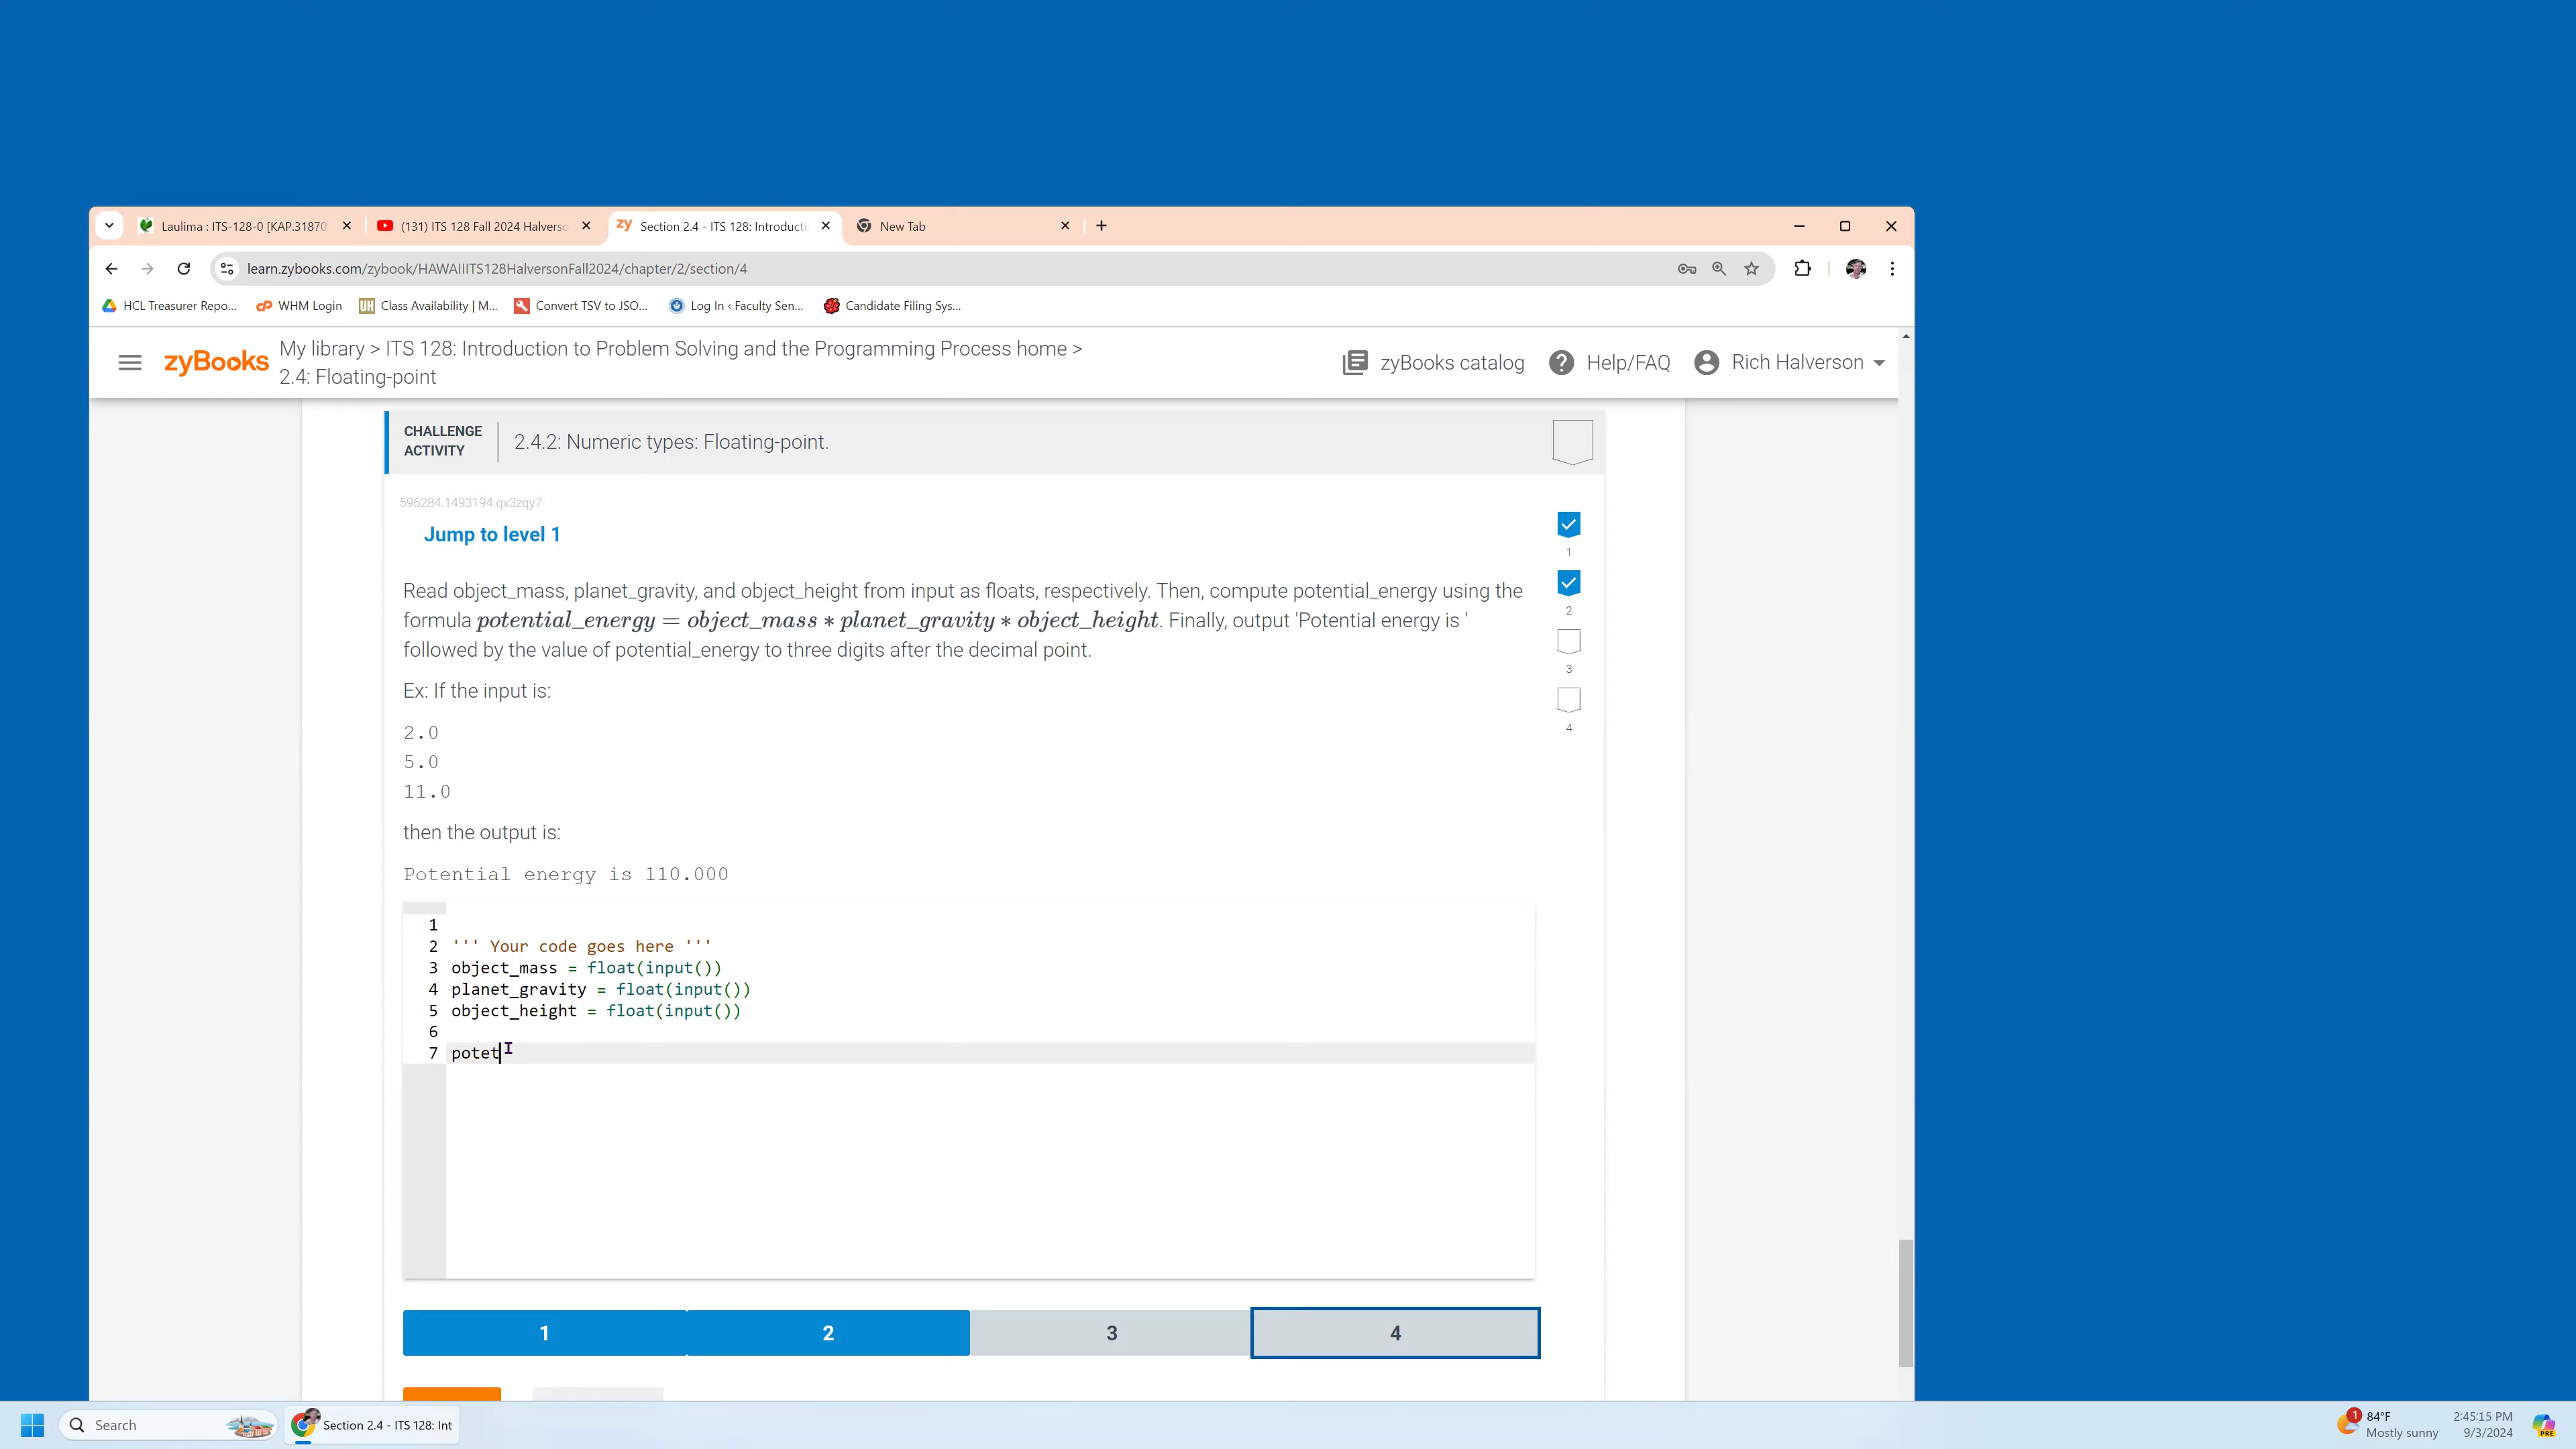 Laulima : ITS-128-0 [KAP.31870
(131) ITS 128 Fall 2024 Halverso
zy Section 2.4 - ITS 128: Introducti
New Tab
learn.zybooks.com/zybook/HAWAIIITS128HalversonFall2024/chapter/2/section/4
HCL Treasurer Repo...
cP WHM Login
UH Class Availability | M...
Convert TSV to JSO...
Log In ‹ Faculty Sen...
Candidate Filing Sys...
zyBooks
My library > ITS 128: Introduction to Problem Solving and the Programming Process home >
2.4: Floating-point
zyBooks catalog
Help/FAQ
Rich Halverson
CHALLENGE
ACTIVITY
2.4.2: Numeric types: Floating-point.
596284.1493194.qx3zqy7
Jump to level 1
1
2
3
4
Read object_mass, planet_gravity, and object_height from input as floats, respectively. Then, compute potential_energy using the
formula potential_energy = object_mass * planet_gravity * object_height. Finally, output 'Potential energy is '
followed by the value of potential_energy to three digits after the decimal point.
Ex: If the input is:
2.0
5.0
11.0
then the output is:
Potential energy is 110.000
1
2 ''' Your code goes here '''
3 object_mass = float(input())
4 planet_gravity = float(input())
5 object_height = float(input())
6
7 potet
1 2 3 4
Search
Section 2.4 - ITS 128: Int
1
84°F
Mostly sunny
2:45:15 PM
9/3/2024
PRE